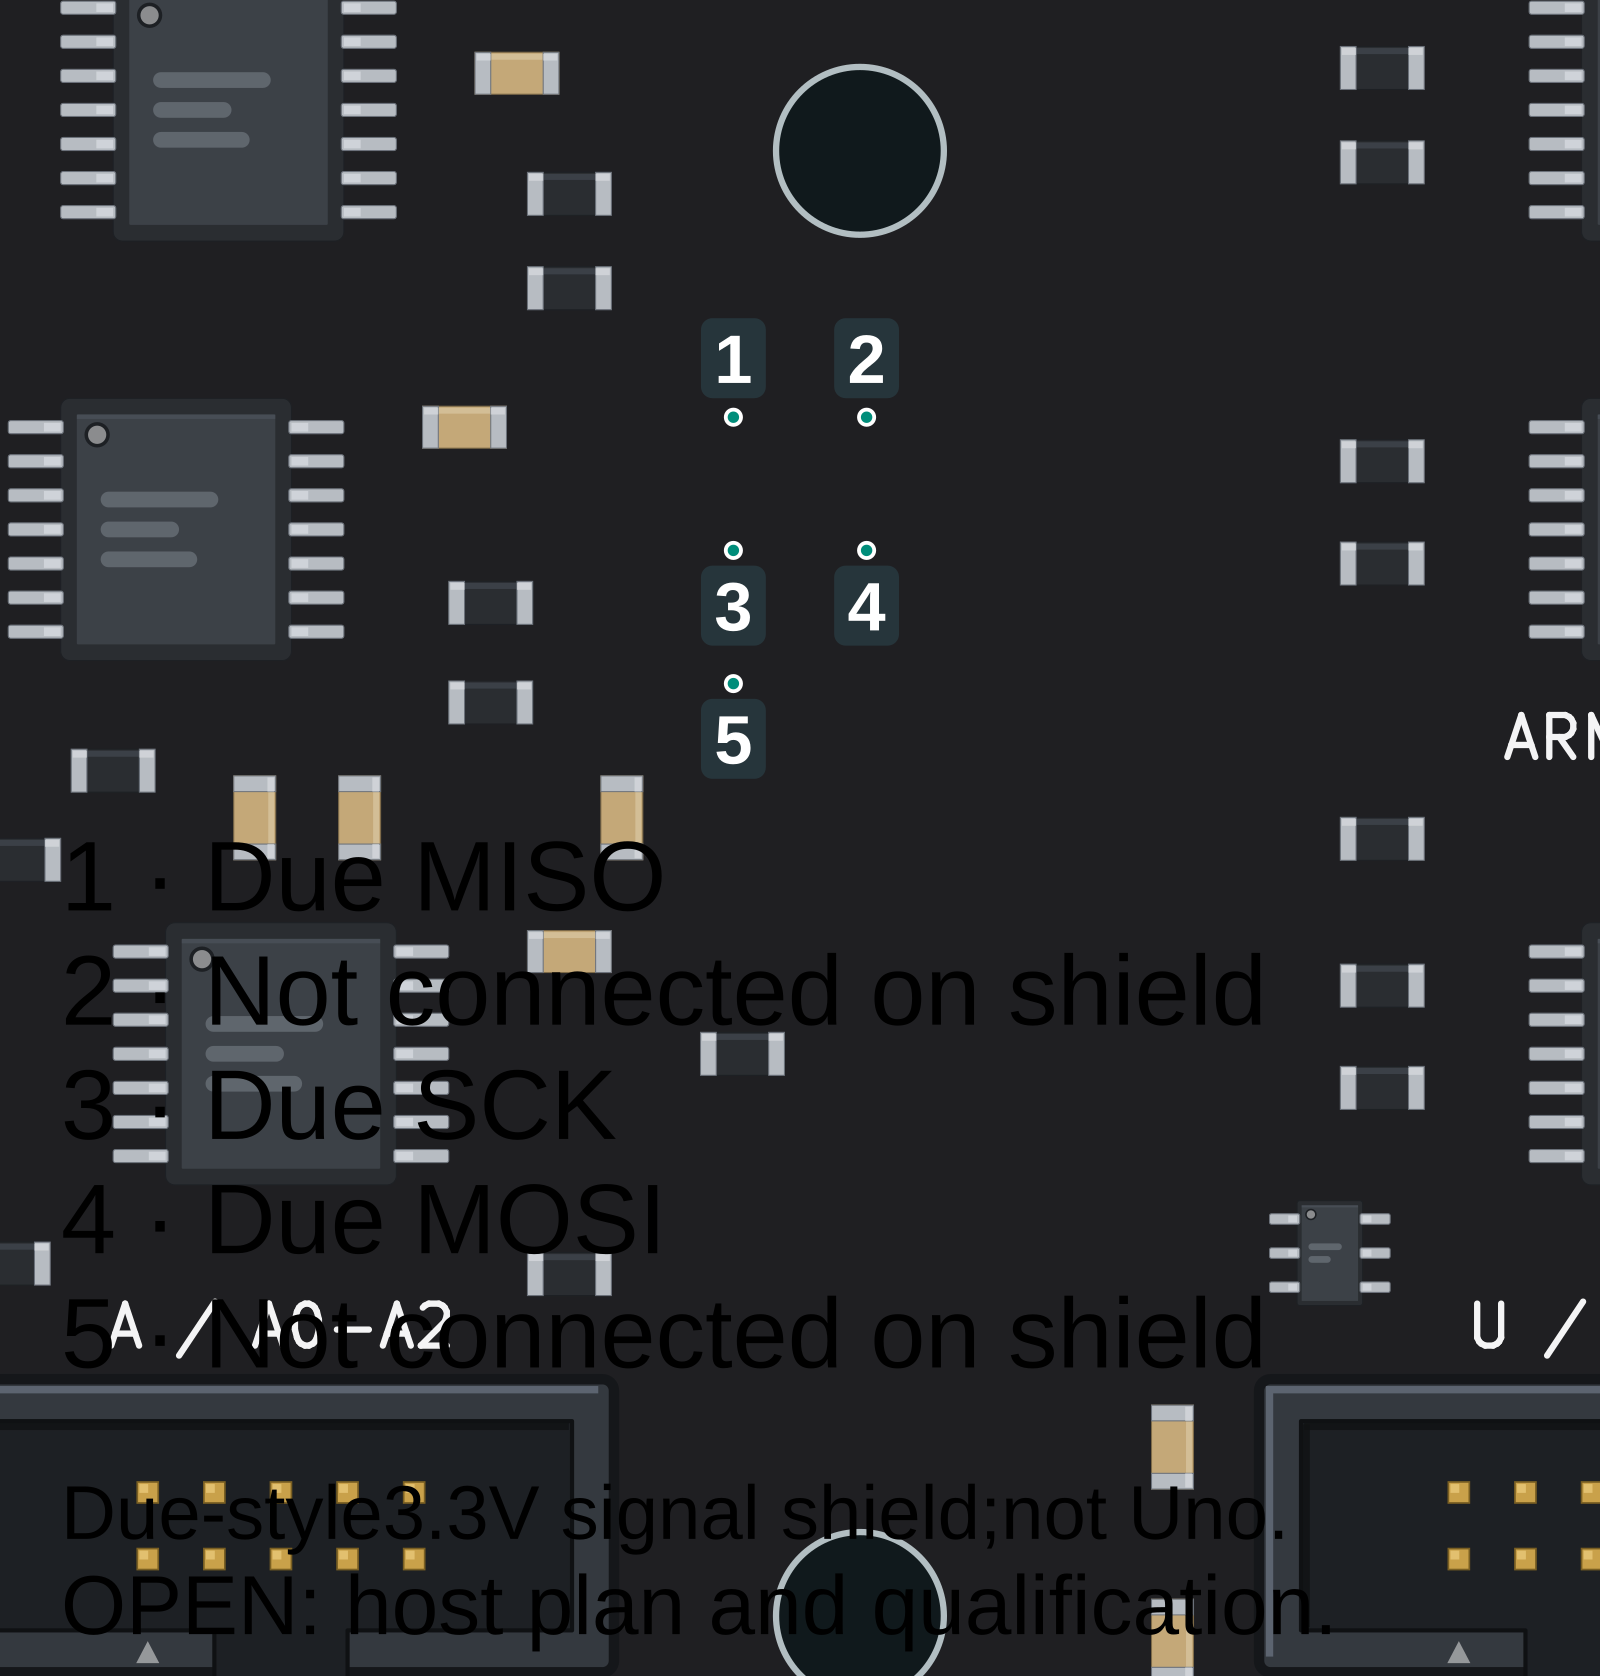 1 2
3 4
ARM
5
1 · Due MISO
2 · Not connected on shield
3 · Due SCK
4 · Due MOSI
A / A0-A2
U /
5 · Not connected on shield
Due-style3.3V signal shield;not Uno.
OPEN: host plan and qualification.